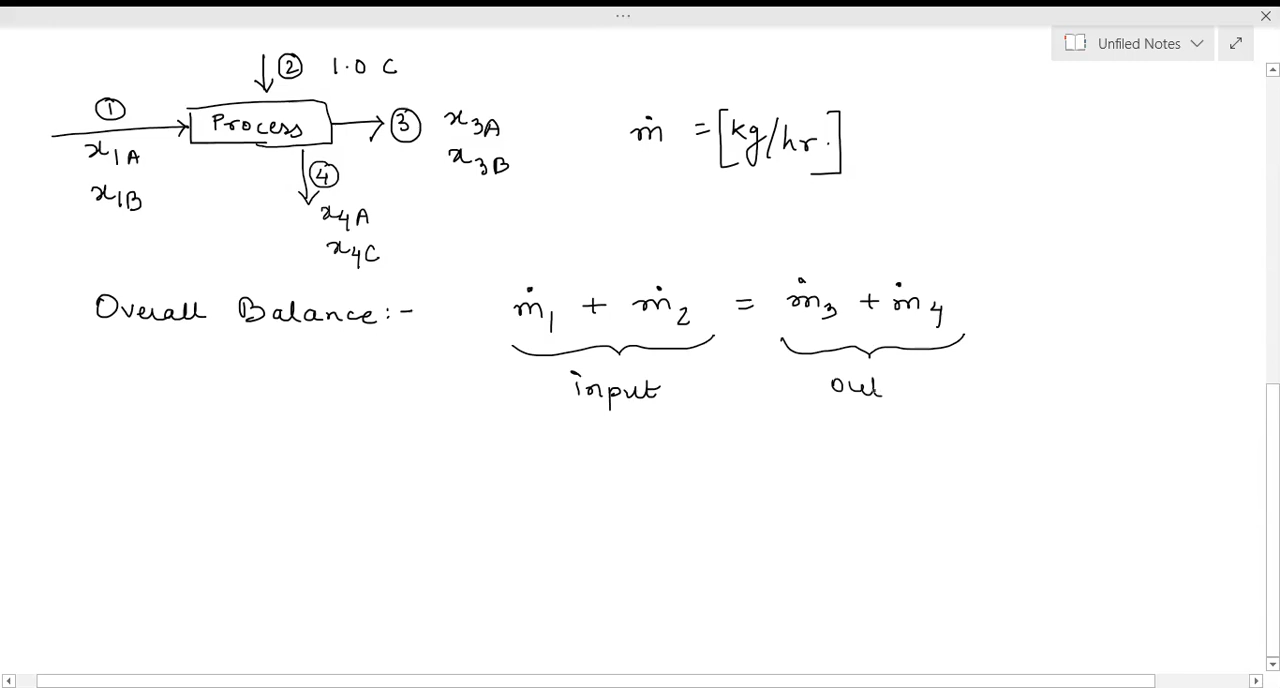 Unfiled Notes
② 1.0 C
①
Process
③ x3A
x3B
ṁ = [kg/hr.]
x1A
x1B
④
x4A
x4C
Overall Balance:- ṁ1 + ṁ2 = ṁ3 + ṁ4
input out